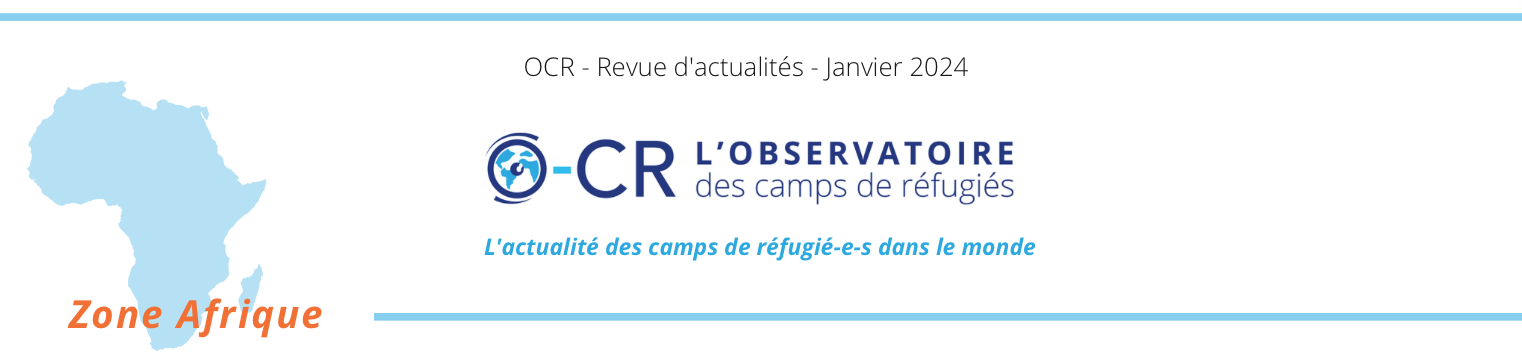 OCR - Revue d'actualités - Janvier 2024
O-CR L'OBSERVATOIRE
des camps de réfugiés
L'actualité des camps de réfugié-e-s dans le monde
Zone Afrique